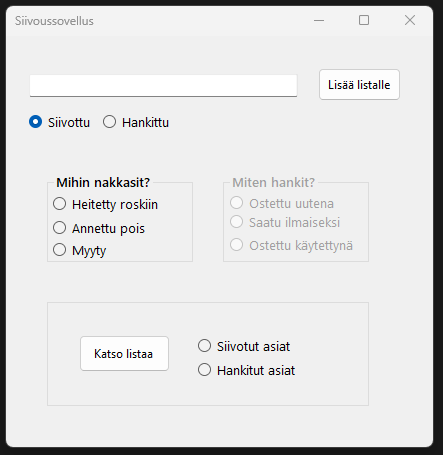 Siivoussovellus
Lisää listalle
Siivottu
Hankittu
Mihin nakkasit?
Heitetty roskiin
Annettu pois
Myyty
Miten hankit?
Ostettu uutena
Saatu ilmaiseksi
Ostettu käytettynä
Katso listaa
Siivotut asiat
Hankitut asiat